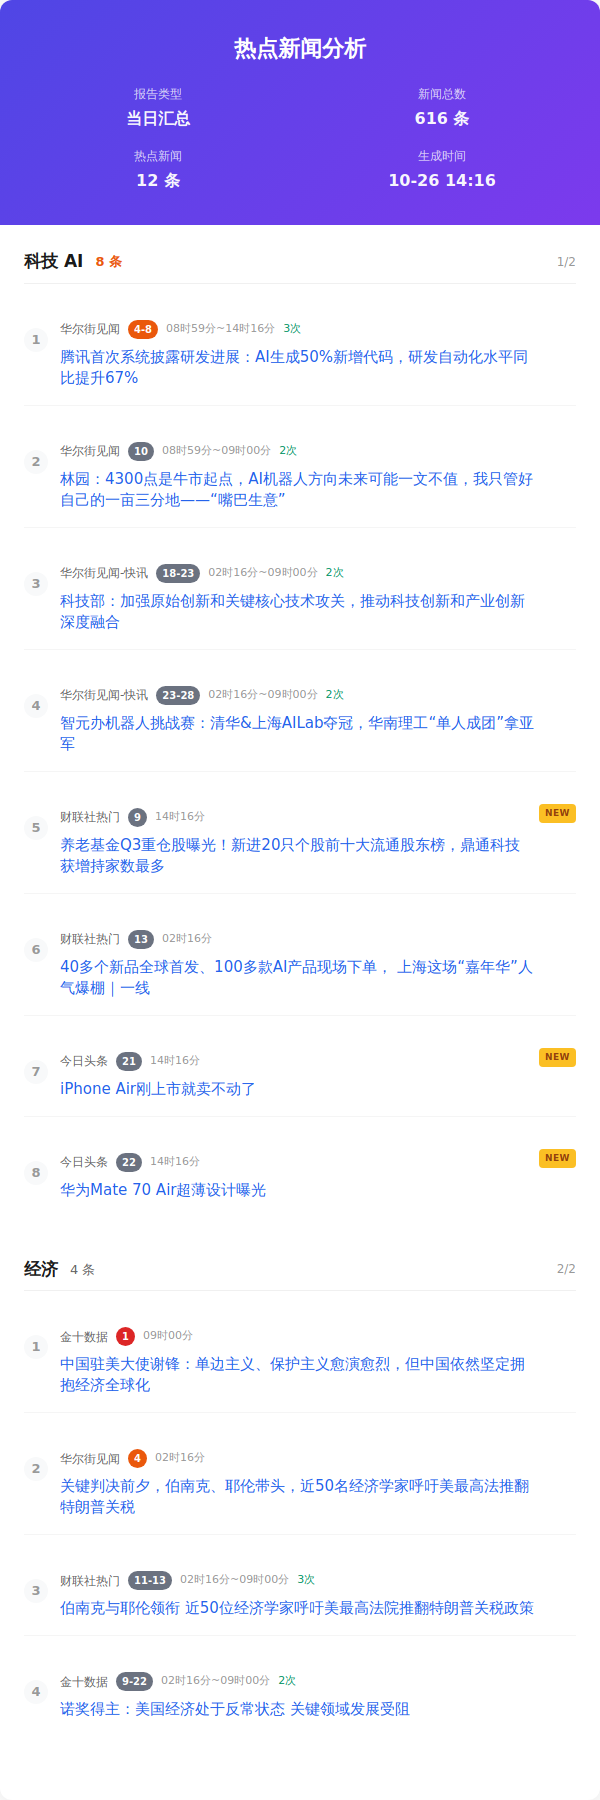 热点新闻分析
报告类型
当日汇总
新闻总数
616 条
热点新闻
12 条
生成时间
10-26 14:16
科技 AI 8 条 1/2
1
华尔街见闻 4-8 08时59分~14时16分 3次
腾讯首次系统披露研发进展：AI生成50%新增代码，研发自动化水平同
比提升67%
2
华尔街见闻 10 08时59分~09时00分 2次
林园：4300点是牛市起点，AI机器人方向未来可能一文不值，我只管好
自己的一亩三分地——“嘴巴生意”
3
华尔街见闻-快讯 18-23 02时16分~09时00分 2次
科技部：加强原始创新和关键核心技术攻关，推动科技创新和产业创新
深度融合
4
华尔街见闻-快讯 23-28 02时16分~09时00分 2次
智元办机器人挑战赛：清华&上海AILab夺冠，华南理工“单人成团”拿亚
军
5
财联社热门 9 14时16分 NEW
养老基金Q3重仓股曝光！新进20只个股前十大流通股东榜，鼎通科技
获增持家数最多
6
财联社热门 13 02时16分
40多个新品全球首发、100多款AI产品现场下单， 上海这场“嘉年华”人
气爆棚｜一线
7
今日头条 21 14时16分 NEW
iPhone Air刚上市就卖不动了
8
今日头条 22 14时16分 NEW
华为Mate 70 Air超薄设计曝光
经济 4 条 2/2
1
金十数据 1 09时00分
中国驻美大使谢锋：单边主义、保护主义愈演愈烈，但中国依然坚定拥
抱经济全球化
2
华尔街见闻 4 02时16分
关键判决前夕，伯南克、耶伦带头，近50名经济学家呼吁美最高法推翻
特朗普关税
3
财联社热门 11-13 02时16分~09时00分 3次
伯南克与耶伦领衔 近50位经济学家呼吁美最高法院推翻特朗普关税政策
4
金十数据 9-22 02时16分~09时00分 2次
诺奖得主：美国经济处于反常状态 关键领域发展受阻